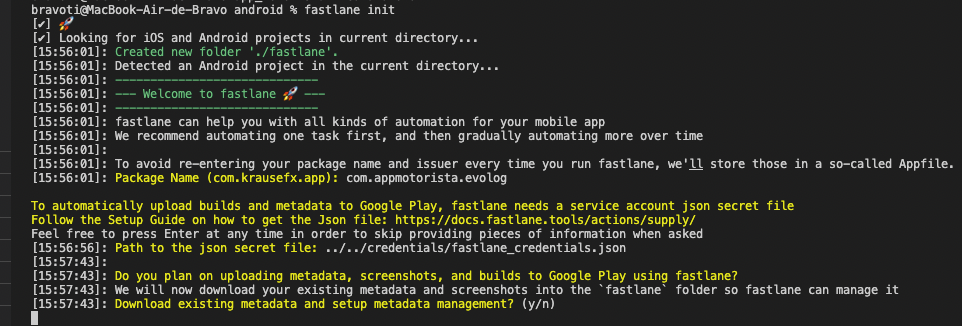 bravoti@MacBook-Air-de-Bravo android % fastlane init
[✔] 🚀
[✔] Looking for iOS and Android projects in current directory...
[15:56:01]: Created new folder './fastlane'.
[15:56:01]: Detected an Android project in the current directory...
[15:56:01]: -----------------------------
[15:56:01]: --- Welcome to fastlane 🚀 ---
[15:56:01]: -----------------------------
[15:56:01]: fastlane can help you with all kinds of automation for your mobile app
[15:56:01]: We recommend automating one task first, and then gradually automating more over time
[15:56:01]:
[15:56:01]: To avoid re-entering your package name and issuer every time you run fastlane, we'll store those in a so-called Appfile.
[15:56:01]: Package Name (com.krausefx.app): com.appmotorista.evolog
To automatically upload builds and metadata to Google Play, fastlane needs a service account json secret file
Follow the Setup Guide on how to get the Json file: https://docs.fastlane.tools/actions/supply/
Feel free to press Enter at any time in order to skip providing pieces of information when asked
[15:56:56]: Path to the json secret file: ../../credentials/fastlane_credentials.json
[15:57:43]:
[15:57:43]: Do you plan on uploading metadata, screenshots, and builds to Google Play using fastlane?
[15:57:43]: We will now download your existing metadata and screenshots into the `fastlane` folder so fastlane can manage it
[15:57:43]: Download existing metadata and setup metadata management? (y/n)